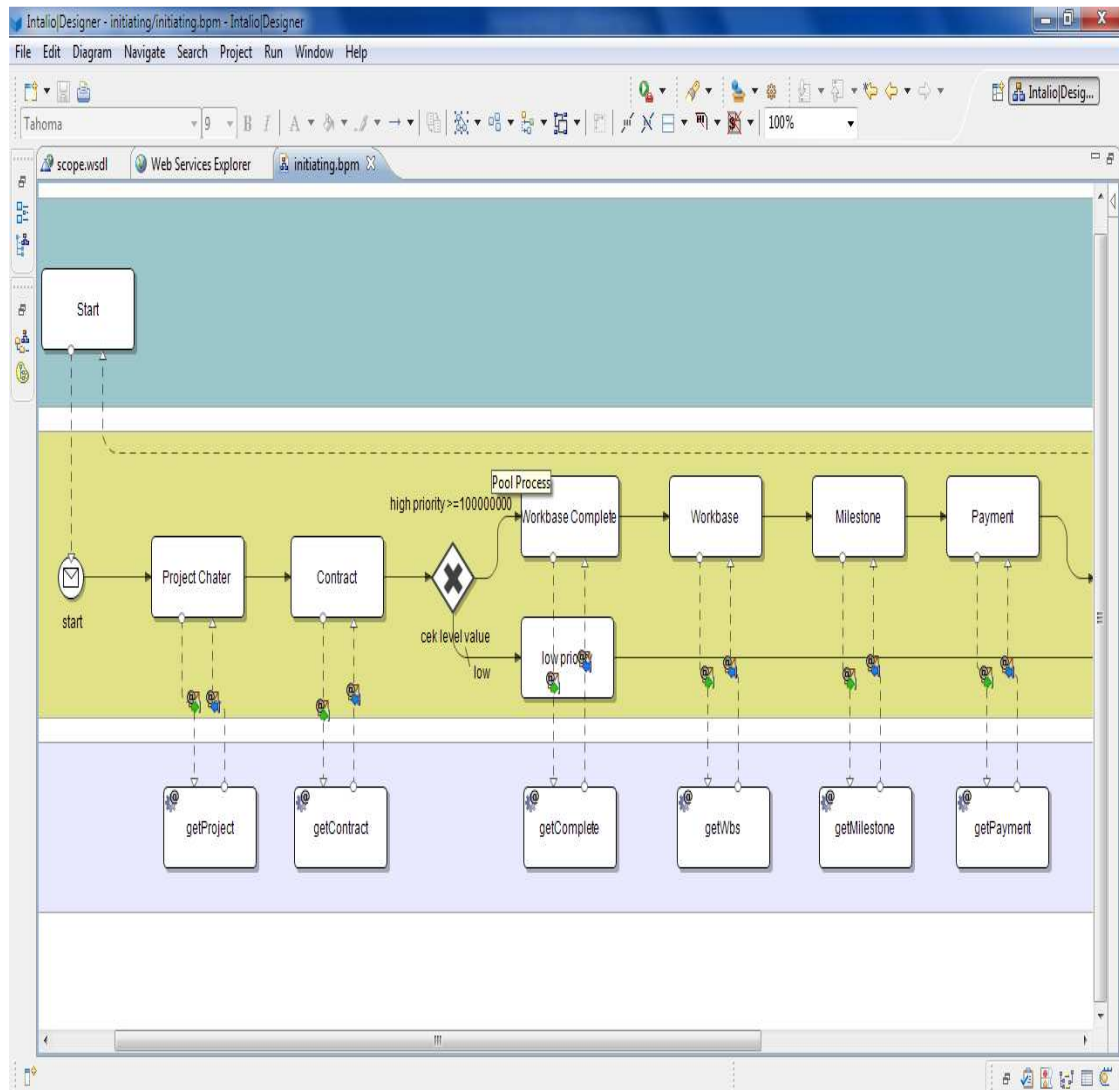 Intalio|Designer - initiating/initiating.bpm - Intalio|Designer
File Edit Diagram Navigate Search Project Run Window Help
Intalio|Desig...
Tahoma 9 B I A 100%
scope.wsdl Web Services Explorer initiating.bpm
Start
Pool Process
high priority >=100000000
Workbase Complete
Workbase
Milestone
Payment
Project Chater
Contract
start
cek level value
low
low prio
getProject
getContract
getComplete
getWbs
getMilestone
getPayment